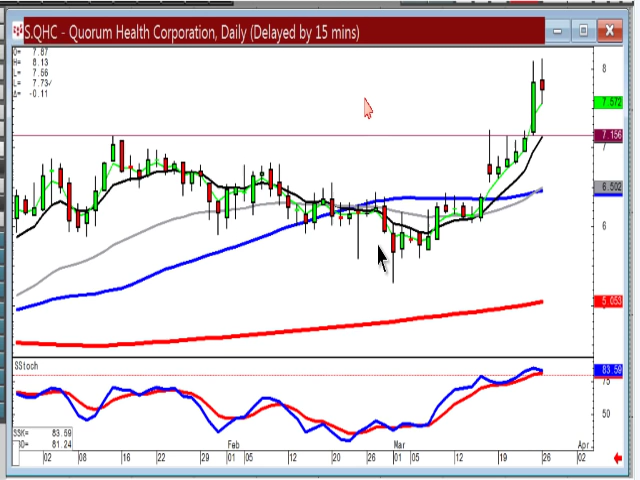 S.QHC - Quorum Health Corporation, Daily (Delayed by 15 mins)
O= 7.87
H= 8.13
L= 7.56
L= 7.73
Δ= -0.11
8
7.572
7.156
7
6.502
6
5.053
SStoch
83.59
75
50
SSK= 83.59
SSD= 81.24
Feb Mar Apr
02 08 16 22 01 05 12 20 26 01 05 12 19 26 02